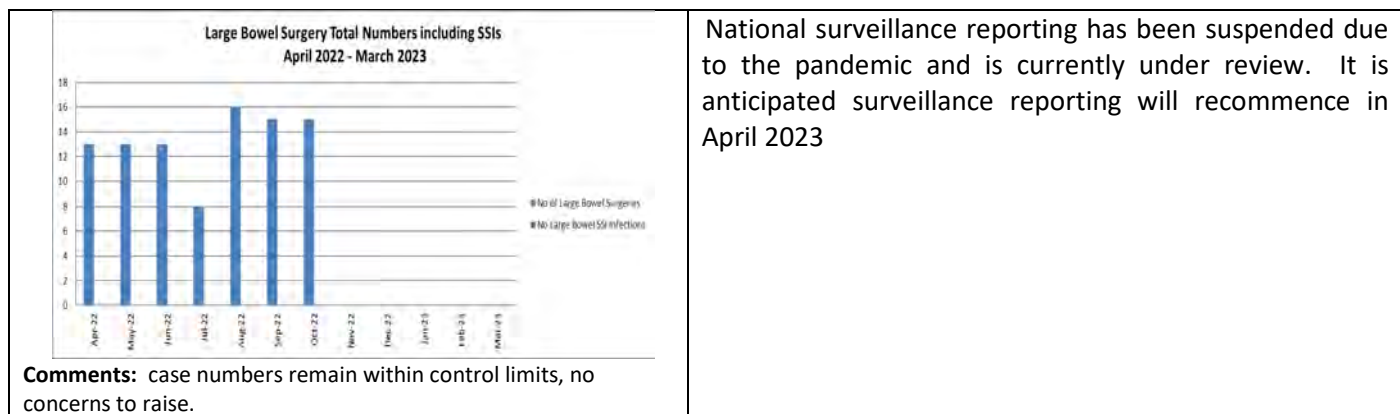 Large Bowel Surgery Total Numbers including SSIs
April 2022 - March 2023
18
16
14
12
10
8
6
4
2
0
Apr-22
May-22
Jun-22
Jul-22
Aug-22
Sep-22
Oct-22
Nov-22
Dec-22
Jan-23
Feb-23
Mar-23
No of Large Bowel Surgeries
No Large Bowel SSI Infections
Comments: case numbers remain within control limits, no
concerns to raise.
National surveillance reporting has been suspended due
to the pandemic and is currently under review. It is
anticipated surveillance reporting will recommence in
April 2023